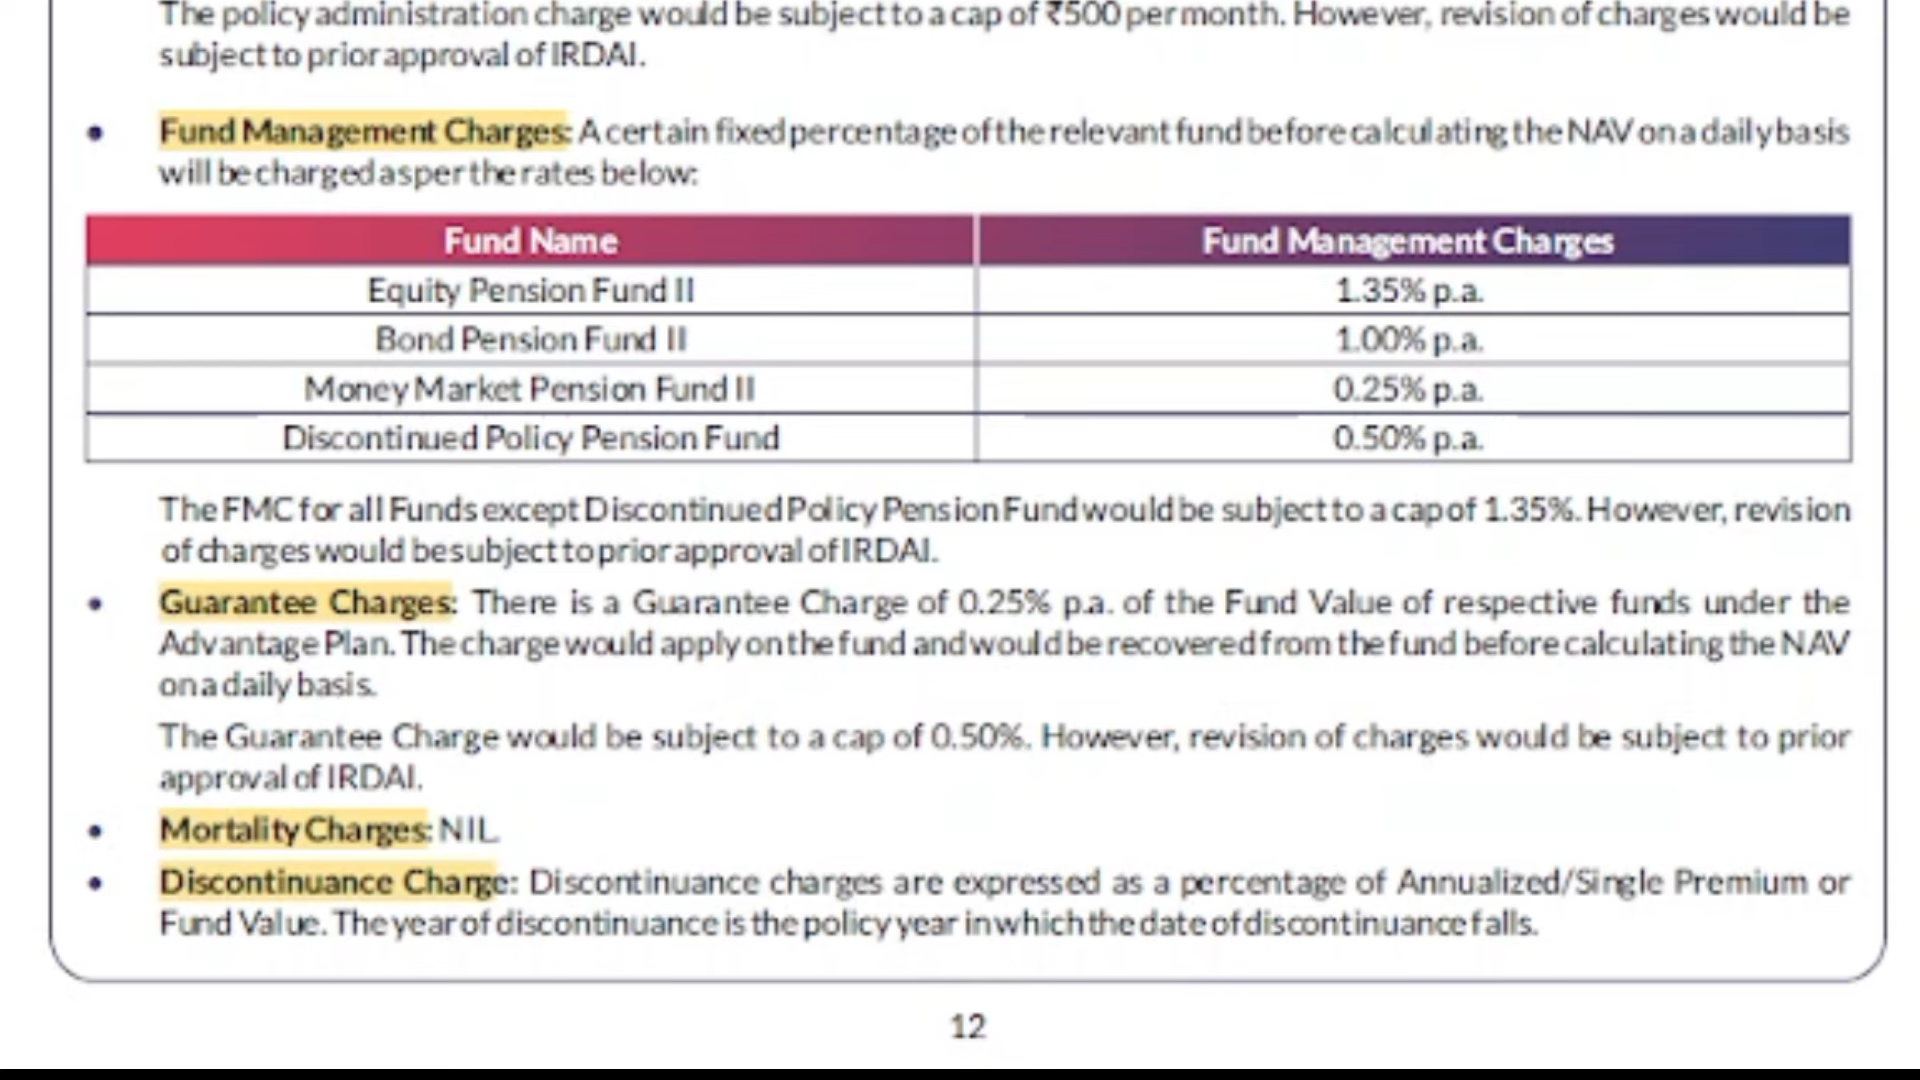 The policy administration charge would be subject to a cap of ₹500 per month. However, revision of charges would be
subject to prior approval of IRDAI.
• Fund Management Charges: A certain fixed percentage of the relevant fund before calculating the NAV on a daily basis
will be charged as per the rates below:
Fund Name Fund Management Charges
Equity Pension Fund II 1.35% p.a.
Bond Pension Fund II 1.00% p.a.
Money Market Pension Fund II 0.25% p.a.
Discontinued Policy Pension Fund 0.50% p.a.
The FMC for all Funds except Discontinued Policy Pension Fund would be subject to a cap of 1.35%. However, revision
of charges would be subject to prior approval of IRDAI.
• Guarantee Charges: There is a Guarantee Charge of 0.25% p.a. of the Fund Value of respective funds under the
Advantage Plan. The charge would apply on the fund and would be recovered from the fund before calculating the NAV
on a daily basis.
The Guarantee Charge would be subject to a cap of 0.50%. However, revision of charges would be subject to prior
approval of IRDAI.
• Mortality Charges: NIL
• Discontinuance Charge: Discontinuance charges are expressed as a percentage of Annualized/Single Premium or
Fund Value. The year of discontinuance is the policy year in which the date of discontinuance falls.
12